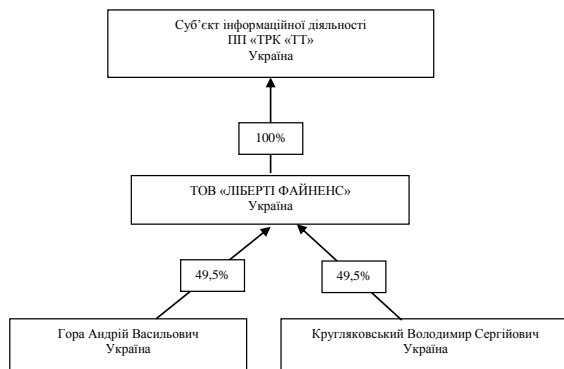 Суб’єкт інформаційної діяльності
ПП «ТРК «ТТ»
Україна
100%
ТОВ «ЛІБЕРТІ ФАЙНЕНС»
Україна
49,5%
49,5%
Гора Андрій Васильович
Україна
Кругляковський Володимир Сергійович
Україна